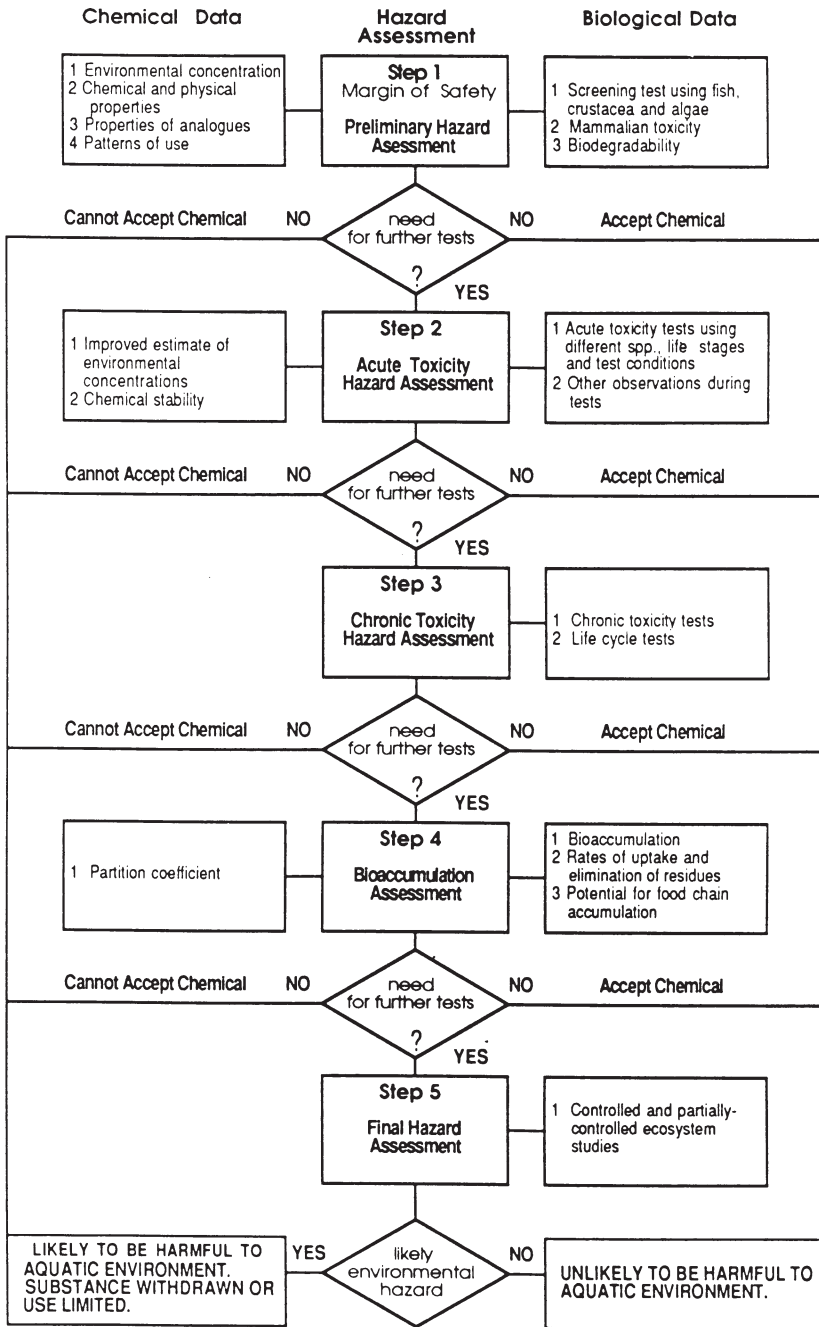 Chemical Data
Hazard
Assessment
Biological Data
1 Environmental concentration
2 Chemical and physical
properties
3 Properties of analogues
4 Patterns of use
Step 1
Margin of Safety
Preliminary Hazard
Asessment
1 Screening test using fish,
crustacea and algae
2 Mammalian toxicity
3 Biodegradability
Cannot Accept Chemical NO
need
for further tests
?
NO Accept Chemical
YES
1 Improved estimate of
environmental
concentrations
2 Chemical stability
Step 2
Acute Toxicity
Hazard Assessment
1 Acute toxicity tests using
different spp., life stages
and test conditions
2 Other observations during
tests
Cannot Accept Chemical NO
need
for further tests
?
NO Accept Chemical
YES
Step 3
Chronic Toxicity
Hazard Assessment
1 Chronic toxicity tests
2 Life cycle tests
Cannot Accept Chemical NO
need
for further tests
?
NO Accept Chemical
YES
1 Partition coefficient
Step 4
Bioaccumulation
Assessment
1 Bioaccumulation
2 Rates of uptake and
elimination of residues
3 Potential for food chain
accumulation
Cannot Accept Chemical NO
need
for further tests
?
NO Accept Chemical
YES
Step 5
Final Hazard
Assessment
1 Controlled and partially-
controlled ecosystem
studies
LIKELY TO BE HARMFUL TO
AQUATIC ENVIRONMENT.
SUBSTANCE WITHDRAWN OR
USE LIMITED.
YES
likely
environmental
hazard
NO
UNLIKELY TO BE HARMFUL TO
AQUATIC ENVIRONMENT.